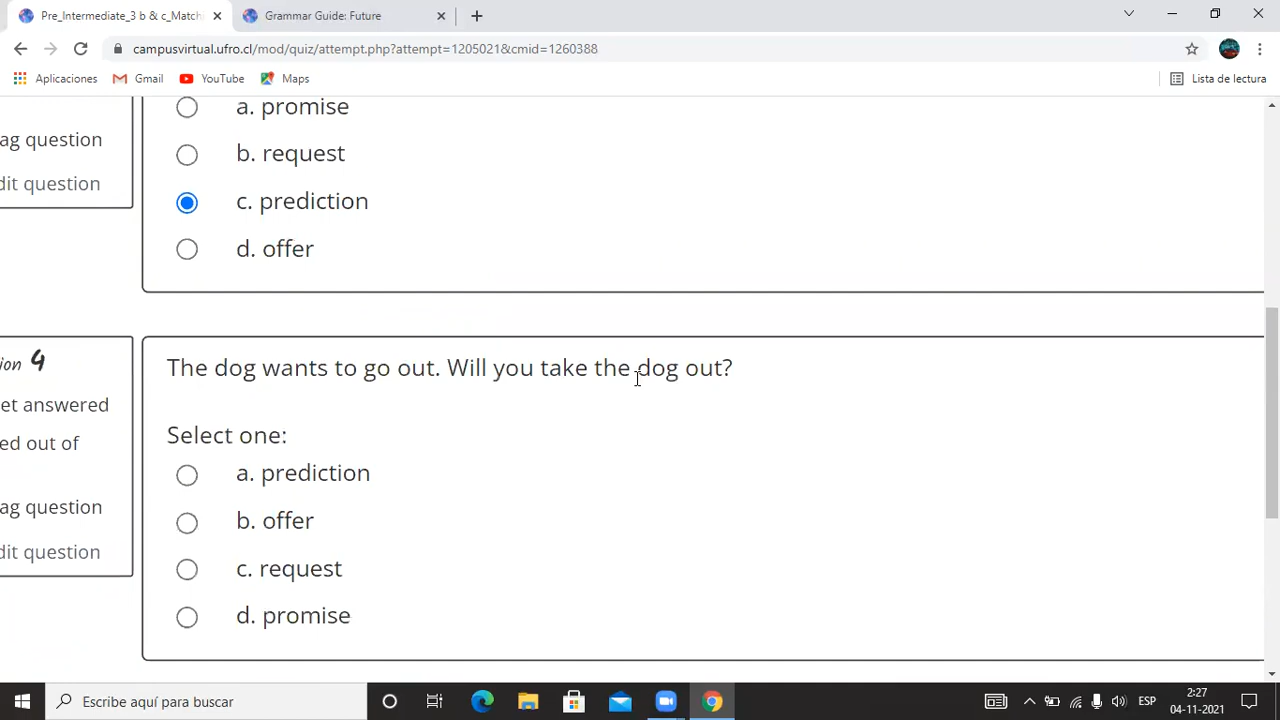 Pre_Intermediate_3 b & c_Match
Grammar Guide: Future
campusvirtual.ufro.cl/mod/quiz/attempt.php?attempt=1205021&cmid=1260388
Aplicaciones Gmail YouTube Maps Lista de lectura
a. promise
ag question
b. request
dit question
c. prediction
d. offer
ion 4
The dog wants to go out. Will you take the dog out?
et answered
Select one:
ed out of
a. prediction
ag question
b. offer
dit question
c. request
d. promise
Escribe aquí para buscar
ESP
2:27
04-11-2021